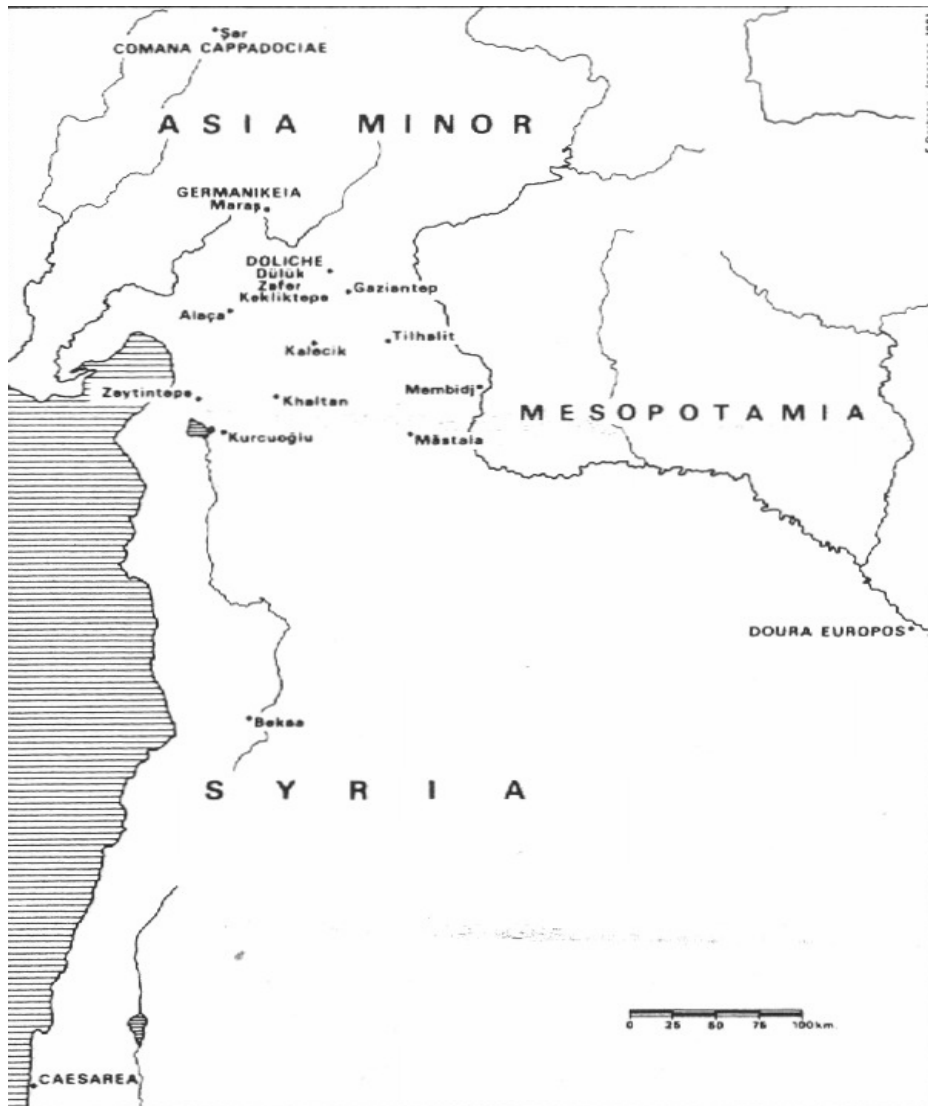 Şar
COMANA CAPPADOCIAE
ASIA MINOR
GERMANIKEIA
Maraş
DOLICHE
Dülük
Zafer
Kekliktepe
Gaziantep
Alaça
Tilhalit
Kalecik
Zeytintepe
Khaltan
Membidj
MESOPOTAMIA
Kurcuoğlu
Mâstala
DOURA EUROPOS
Bekaa
SYRIA
0 25 50 75 100 km.
CAESAREA